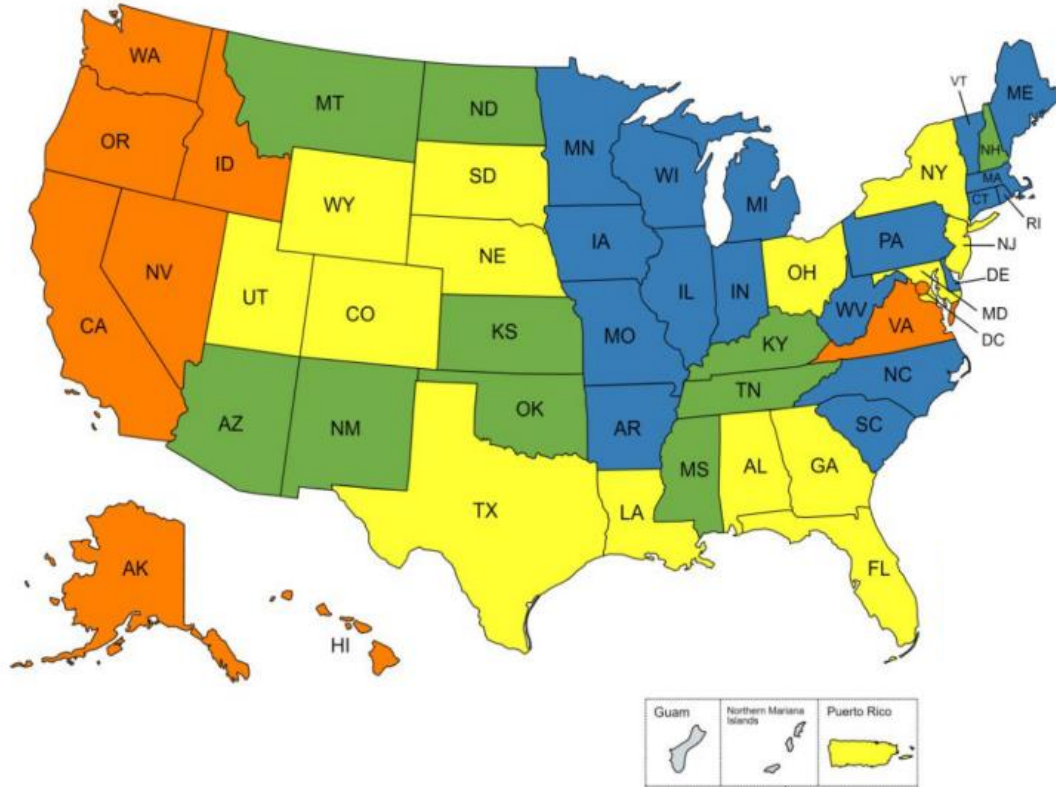 WA
MT
ND
MN
VT
ME
OR
ID
SD
WI
MI
NY
NH
MA
CT
RI
WY
IA
PA
NJ
NE
NV
UT
CO
IL
IN
OH
DE
MD
DC
CA
KS
MO
WV
VA
KY
NC
AZ
NM
OK
TN
AR
SC
MS
AL
GA
TX
LA
FL
AK
HI
Guam
Northern Mariana
Islands
Puerto Rico